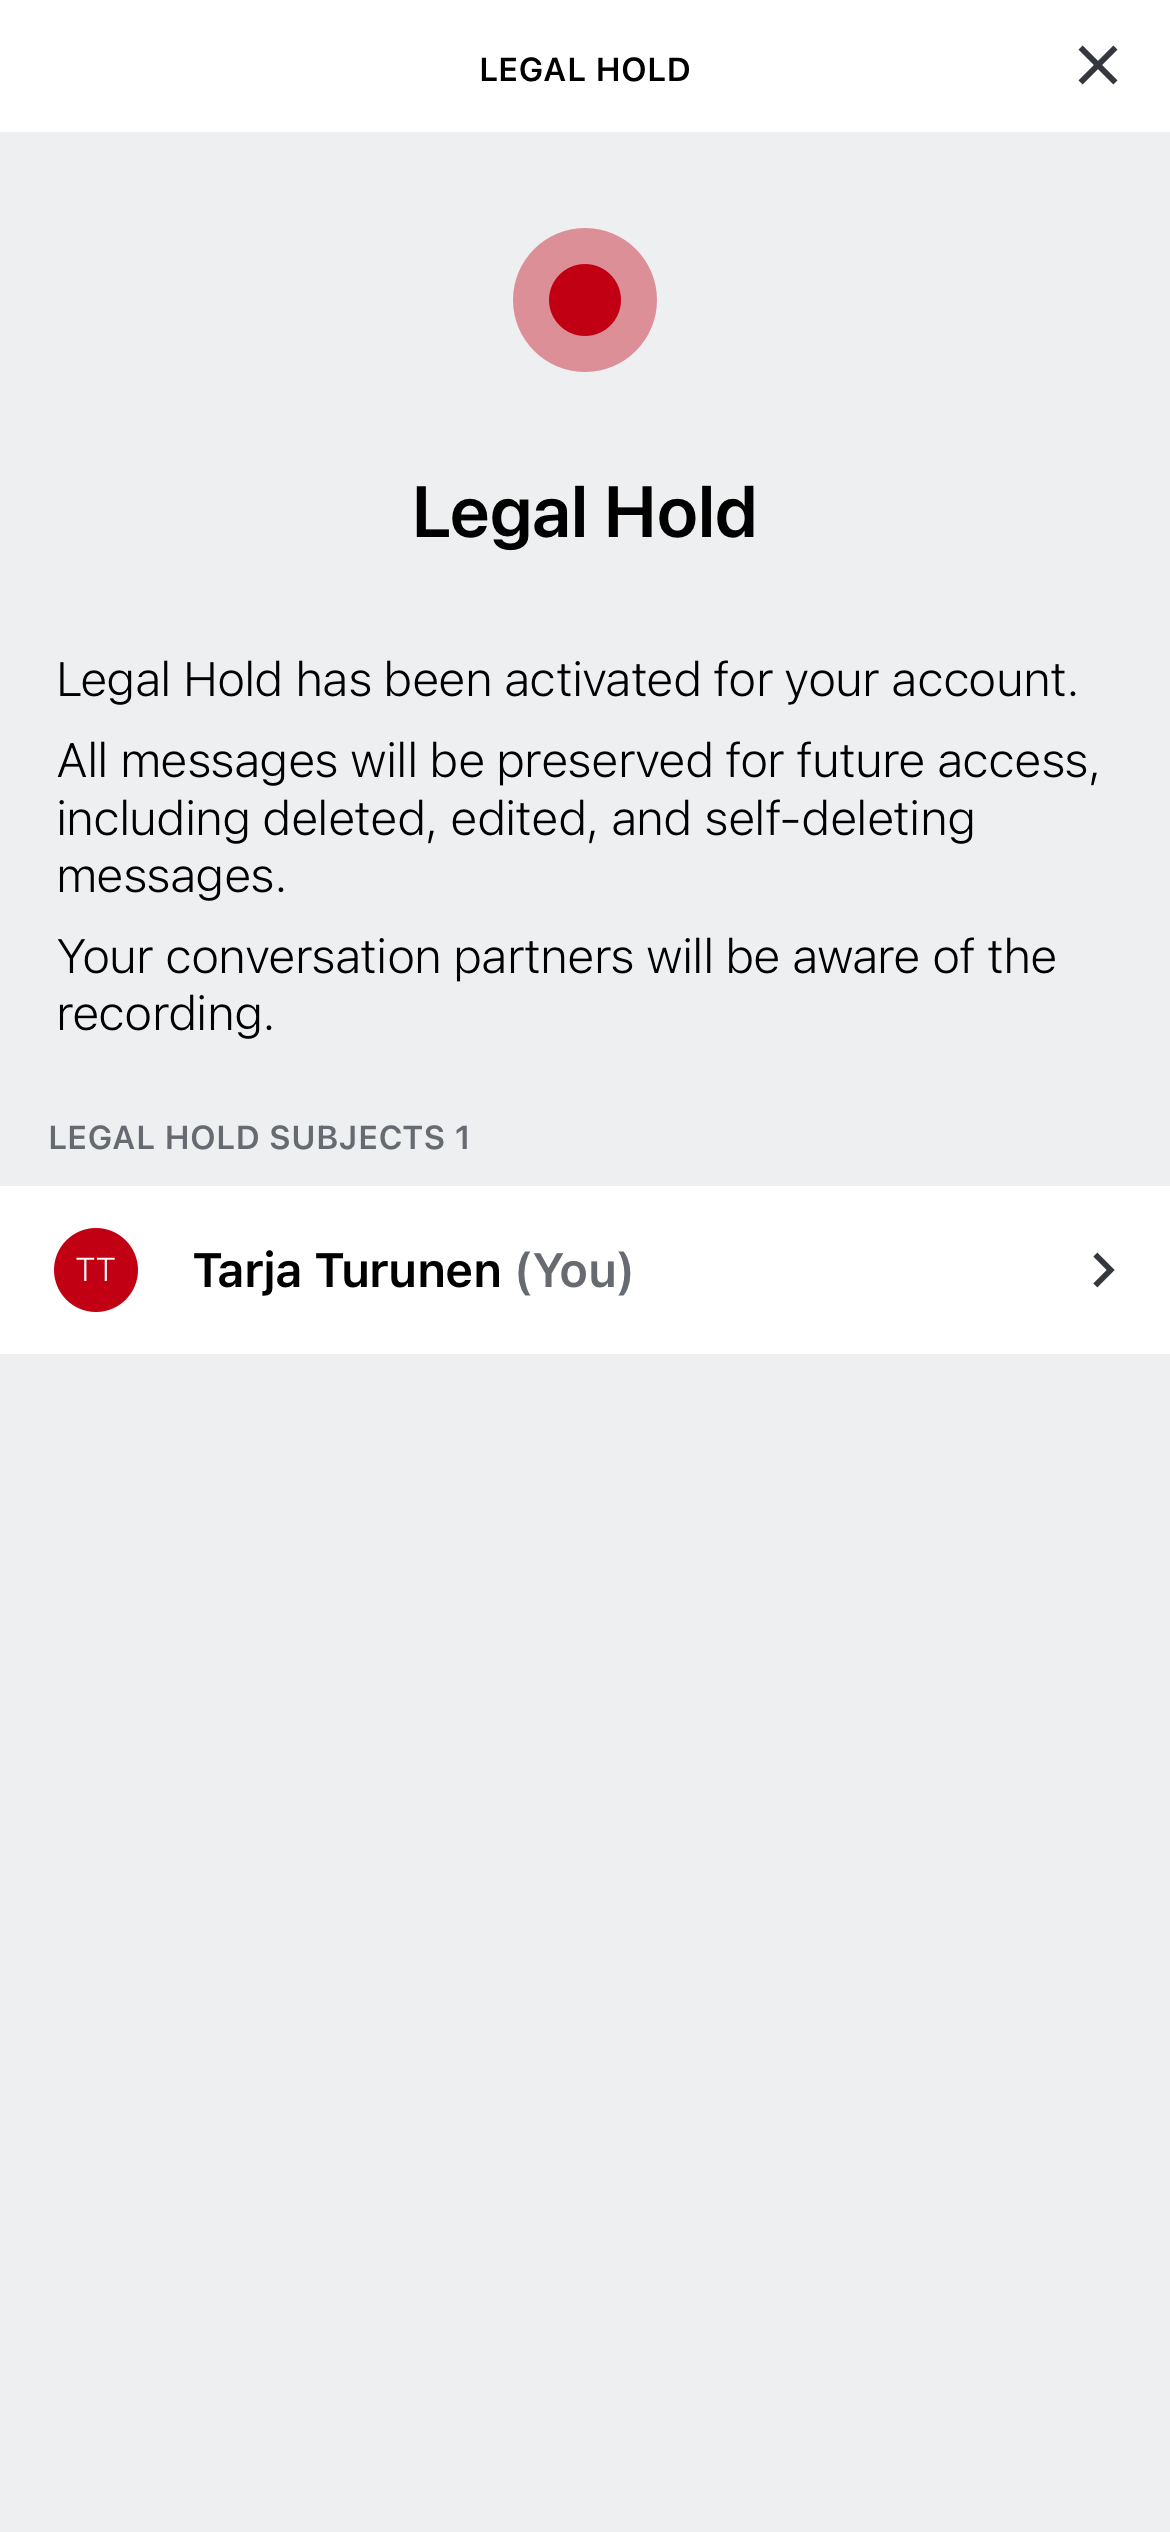 LEGAL HOLD
Legal Hold
Legal Hold has been activated for your account.
All messages will be preserved for future access,
including deleted, edited, and self-deleting
messages.
Your conversation partners will be aware of the
recording.
LEGAL HOLD SUBJECTS 1
TT
Tarja Turunen (You)